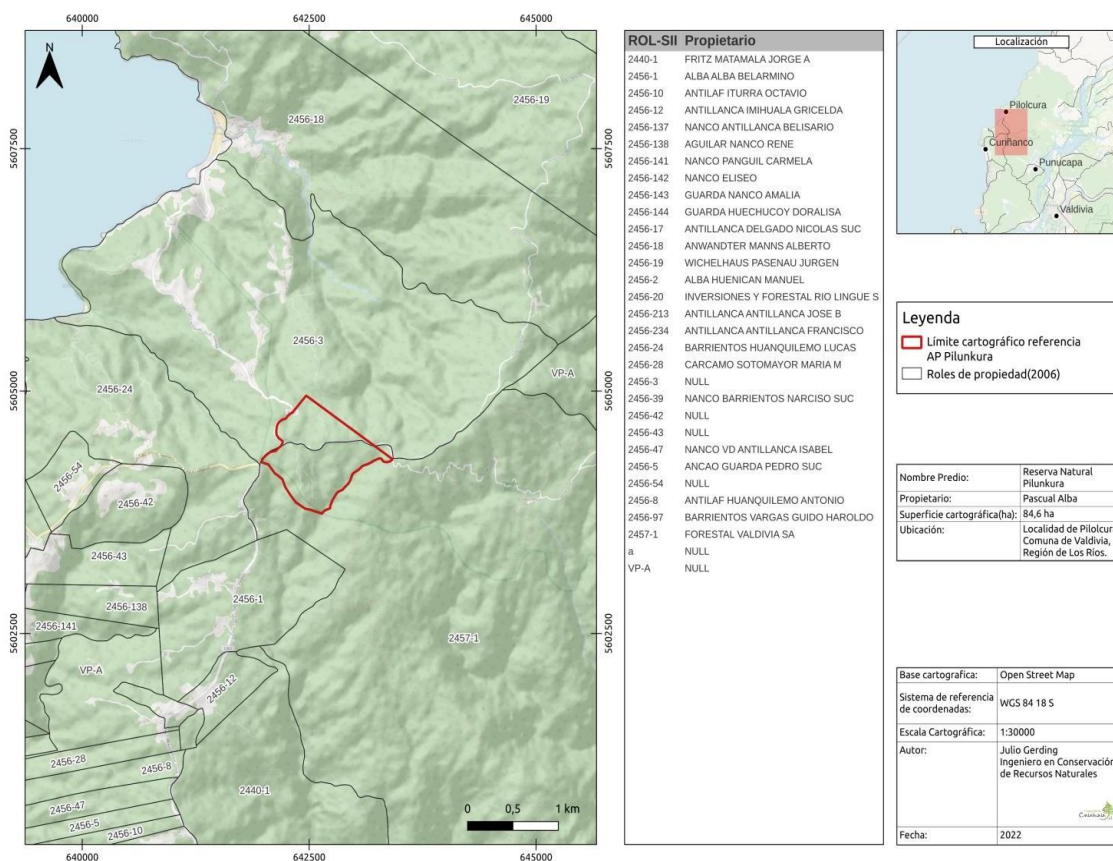 640000
642500
645000
N
5607500
5605000
5602500
2456-19
2456-18
2456-3
VP-A
2456-24
2456-54
2456-42
2456-43
2456-138
2456-1
2456-141
2457-1
VP-A
2456-12
2456-28
2456-8
2440-1
2456-47
2456-5
2456-10
0 0,5 1 km
640000
642500
645000
5607500
5605000
5602500
ROL-SII Propietario
2440-1 FRITZ MATAMALA JORGE A
2456-1 ALBA ALBA BELARMINO
2456-10 ANTILAF ITURRA OCTAVIO
2456-12 ANTILLANCA IMIHUALA GRICELDA
2456-137 NANCO ANTILLANCA BELISARIO
2456-138 AGUILAR NANCO RENE
2456-141 NANCO PANGUIL CARMELA
2456-142 NANCO ELISEO
2456-143 GUARDA NANCO AMALIA
2456-144 GUARDA HUECHUCOY DORALISA
2456-17 ANTILLANCA DELGADO NICOLAS SUC
2456-18 ANWANDTER MANNS ALBERTO
2456-19 WICHELHAUS PASENAU JURGEN
2456-2 ALBA HUENICAN MANUEL
2456-20 INVERSIONES Y FORESTAL RIO LINGUE S
2456-213 ANTILLANCA ANTILLANCA JOSE B
2456-234 ANTILLANCA ANTILLANCA FRANCISCO
2456-24 BARRIENTOS HUANQUILEMO LUCAS
2456-28 CARCAMO SOTOMAYOR MARIA M
2456-3 NULL
2456-39 NANCO BARRIENTOS NARCISO SUC
2456-42 NULL
2456-43 NULL
2456-47 NANCO VD ANTILLANCA ISABEL
2456-5 ANCAO GUARDA PEDRO SUC
2456-54 NULL
2456-8 ANTILAF HUANQUILEMO ANTONIO
2456-97 BARRIENTOS VARGAS GUIDO HAROLDO
2457-1 FORESTAL VALDIVIA SA
a NULL
VP-A NULL
Localización
Pilolcura
Curiñanco
Punucapa
Valdivia
Leyenda
Límite cartográfico referencia
AP Pilunkura
Roles de propiedad(2006)
Nombre Predio: Reserva Natural
Pilunkura
Propietario: Pascual Alba
Superficie cartográfica(ha): 84,6 ha
Ubicación: Localidad de Pilolcur
Comuna de Valdivia,
Región de Los Ríos.
Base cartografica: Open Street Map
Sistema de referencia
de coordenadas: WGS 84 18 S
Escala Cartográfica: 1:30000
Autor: Julio Gerding
Ingeniero en Conservación
de Recursos Naturales
Fecha: 2022